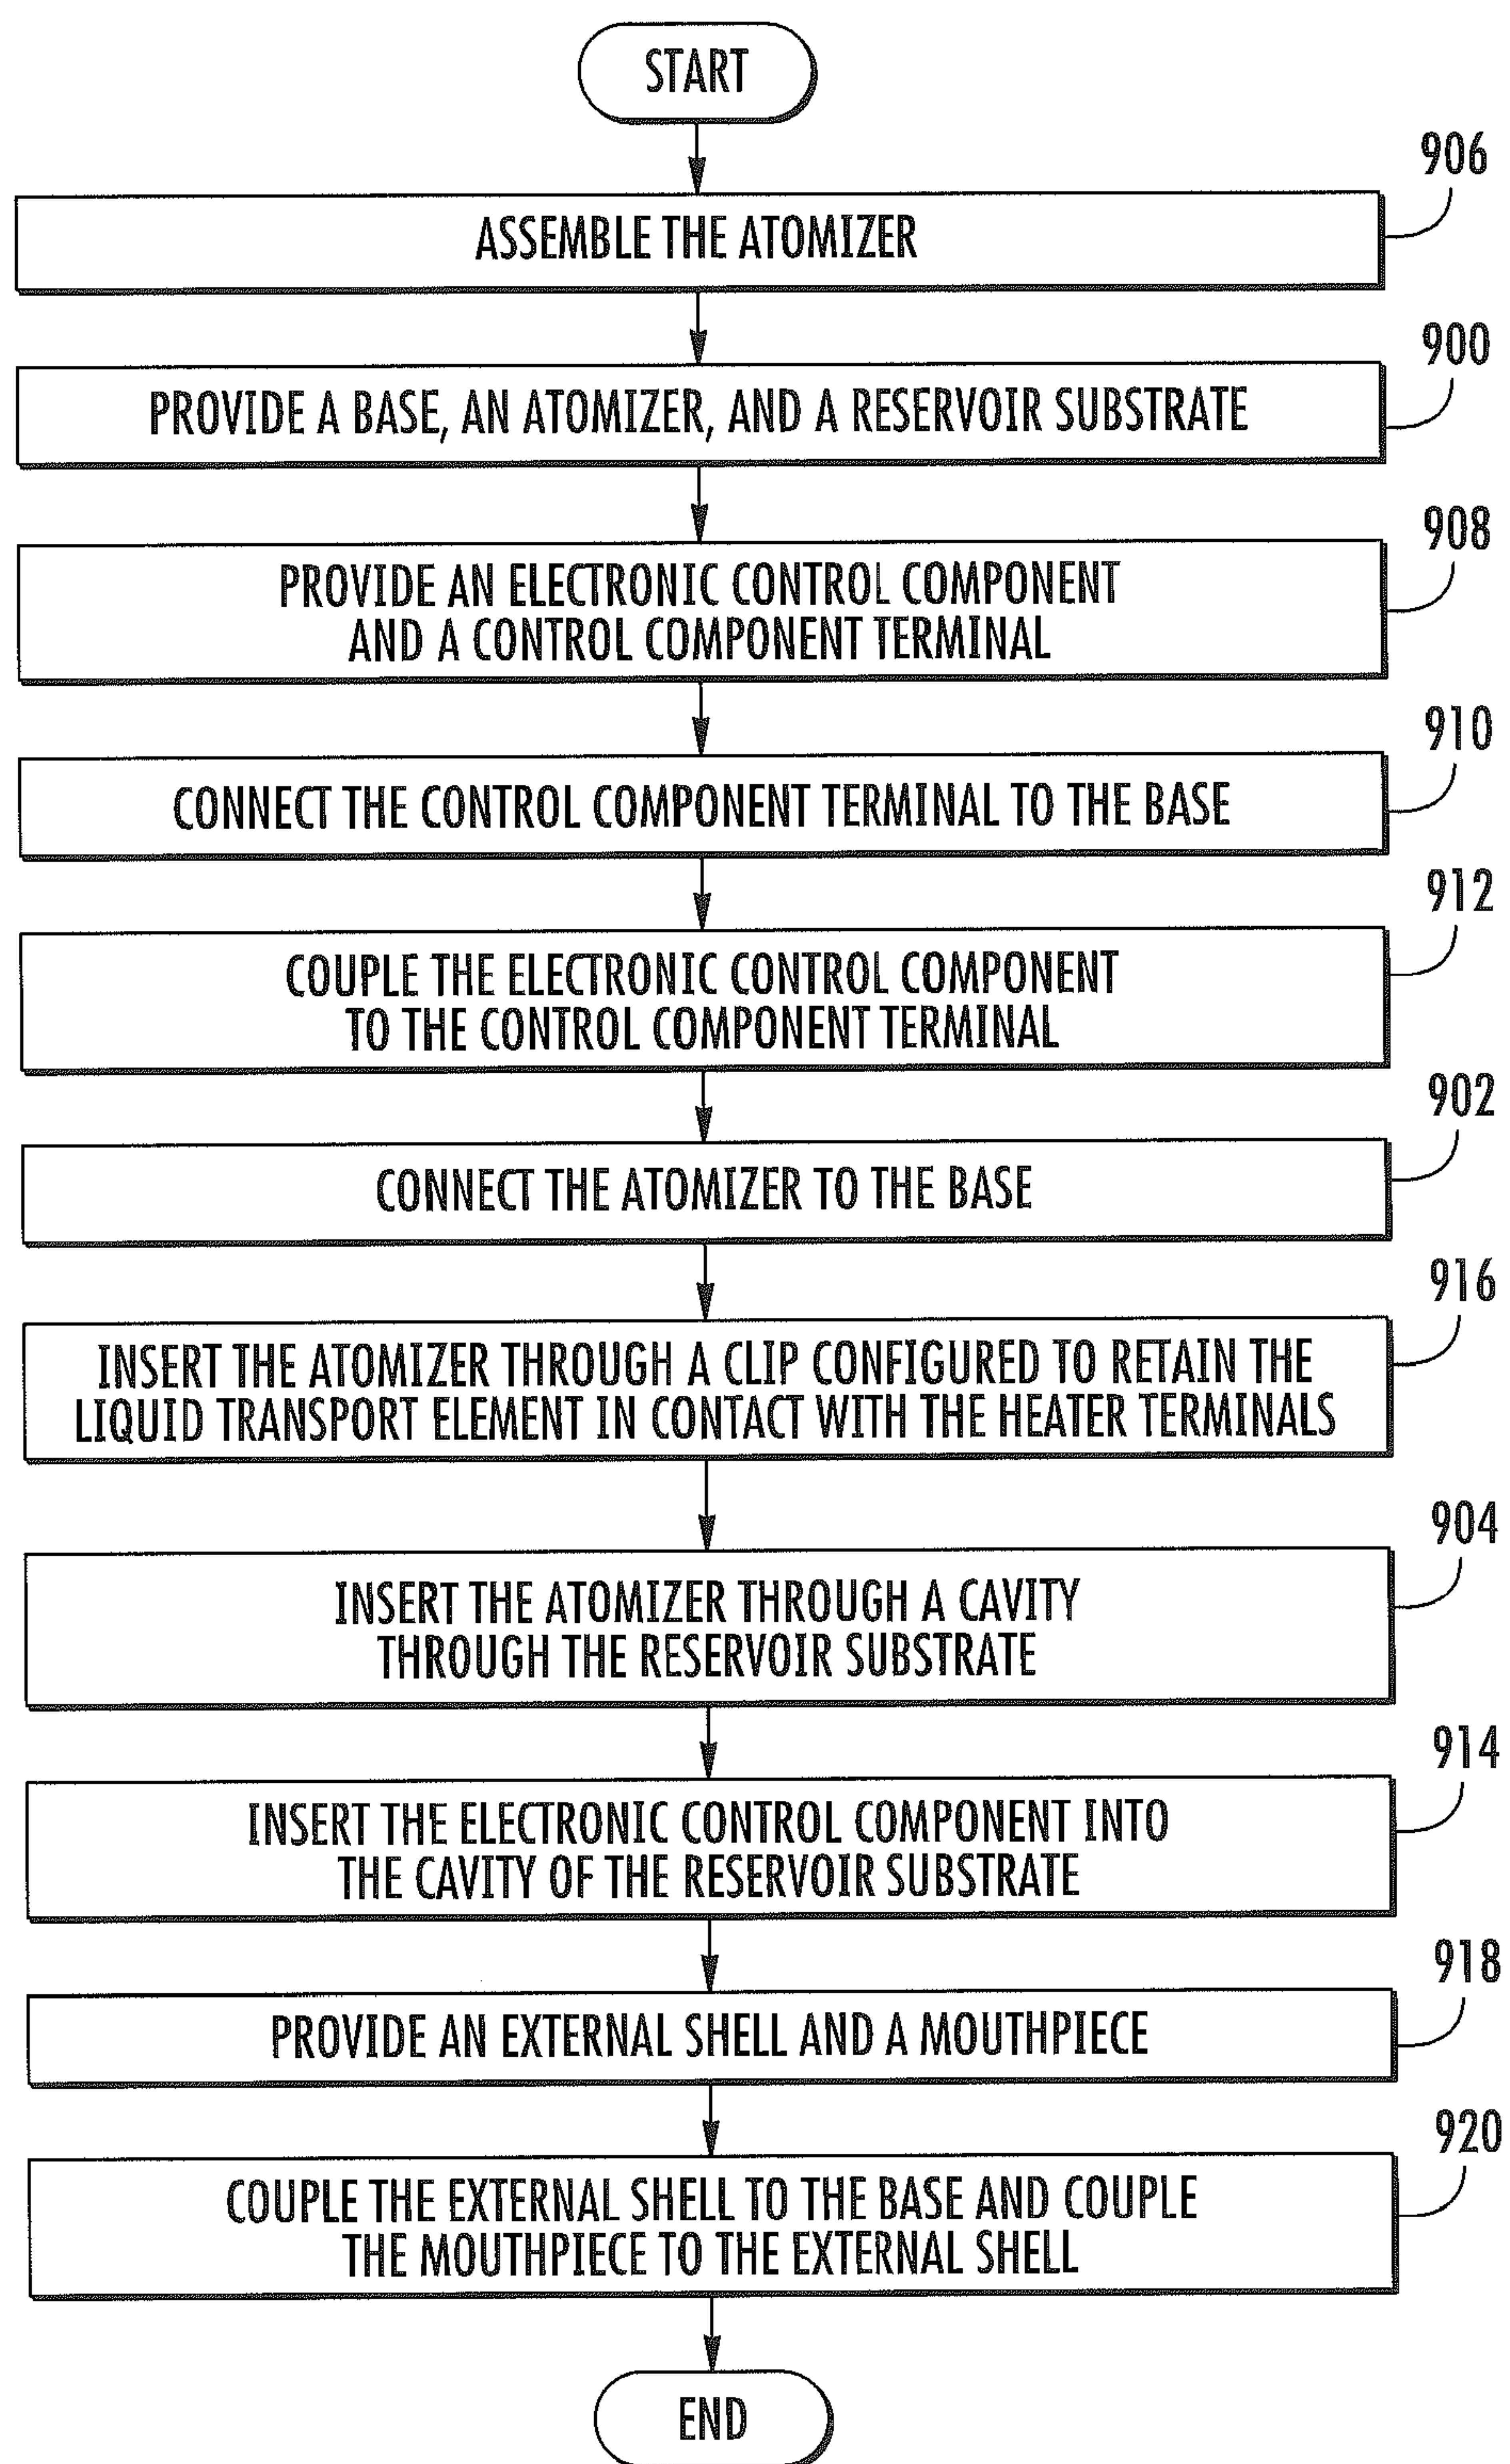 START
906
ASSEMBLE THE ATOMIZER
900
PROVIDE A BASE, AN ATOMIZER, AND A RESERVOIR SUBSTRATE
908
PROVIDE AN ELECTRONIC CONTROL COMPONENT
AND A CONTROL COMPONENT TERMINAL
910
CONNECT THE CONTROL COMPONENT TERMINAL TO THE BASE
912
COUPLE THE ELECTRONIC CONTROL COMPONENT
TO THE CONTROL COMPONENT TERMINAL
902
CONNECT THE ATOMIZER TO THE BASE
916
INSERT THE ATOMIZER THROUGH A CLIP CONFIGURED TO RETAIN THE
LIQUID TRANSPORT ELEMENT IN CONTACT WITH THE HEATER TERMINALS
904
INSERT THE ATOMIZER THROUGH A CAVITY
THROUGH THE RESERVOIR SUBSTRATE
914
INSERT THE ELECTRONIC CONTROL COMPONENT INTO
THE CAVITY OF THE RESERVOIR SUBSTRATE
918
PROVIDE AN EXTERNAL SHELL AND A MOUTHPIECE
920
COUPLE THE EXTERNAL SHELL TO THE BASE AND COUPLE
THE MOUTHPIECE TO THE EXTERNAL SHELL
END